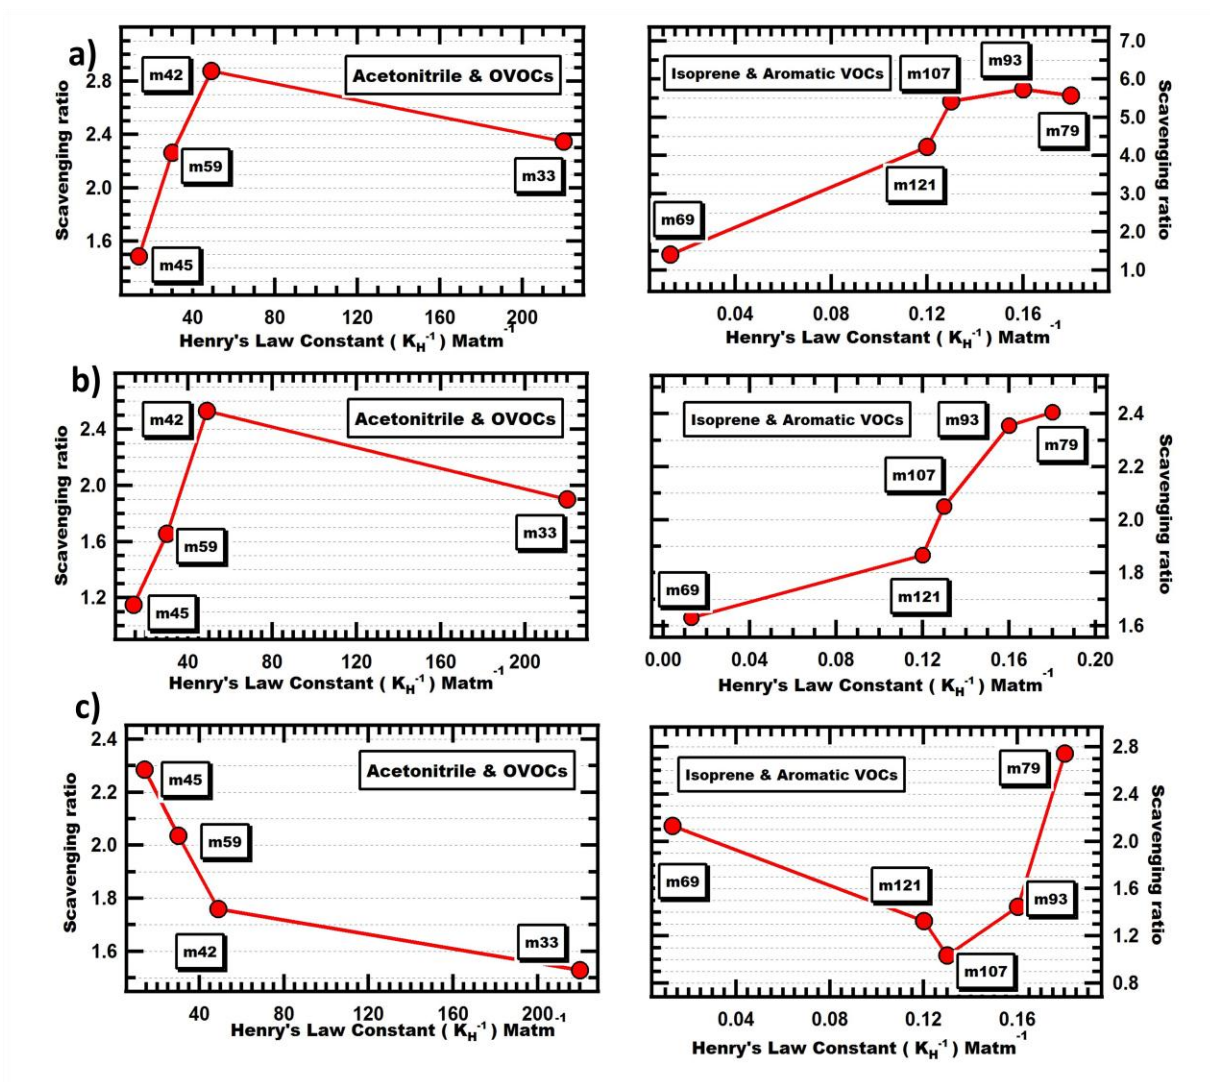 a)
Scavenging ratio
2.8
2.4
2.0
1.6
m42
m59
m45
m33
Acetonitrile & OVOCs
40 80 120 160 200
Henry's Law Constant ( K_H^-1 ) Matm^-1
Isoprene & Aromatic VOCs
m107
m93
m79
m121
m69
7.0
6.0
5.0
4.0
3.0
2.0
1.0
Scavenging ratio
0.04 0.08 0.12 0.16
Henry's Law Constant ( K_H^-1 ) Matm^-1
b)
Scavenging ratio
2.4
2.0
1.6
1.2
m42
m59
m45
m33
Acetonitrile & OVOCs
40 80 120 160 200
Henry's Law Constant ( K_H^-1 ) Matm^-1
Isoprene & Aromatic VOCs
m93
m79
m107
m69
m121
2.4
2.2
2.0
1.8
1.6
Scavenging ratio
0.00 0.04 0.08 0.12 0.16 0.20
Henry's Law Constant ( K_H^-1 ) Matm^-1
c)
Scavenging ratio
2.4
2.2
2.0
1.8
1.6
m45
m59
m42
m33
Acetonitrile & OVOCs
40 80 120 160 200
Henry's Law Constant ( K_H^-1 ) Matm^-1
Isoprene & Aromatic VOCs
m79
m69
m121
m93
m107
2.8
2.4
2.0
1.6
1.2
0.8
Scavenging ratio
0.04 0.08 0.12 0.16
Henry's Law Constant ( K_H^-1 ) Matm^-1